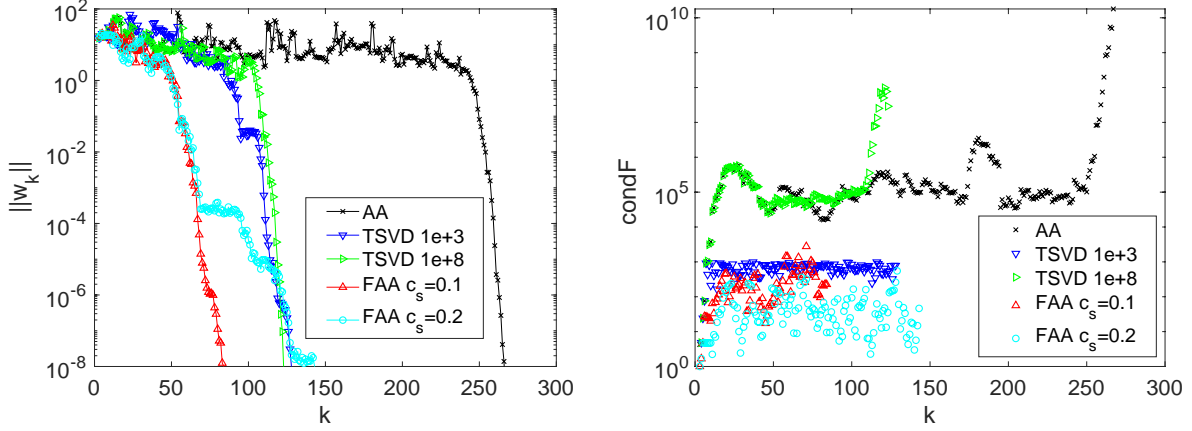 10^2
10^0
10^-2
10^-4
10^-6
10^-8
||w_k||
0 50 100 150 200 250 300
k
AA
TSVD 1e+3
TSVD 1e+8
FAA c_s=0.1
FAA c_s=0.2
10^10
10^5
10^0
condF
0 50 100 150 200 250 300
k
AA
TSVD 1e+3
TSVD 1e+8
FAA c_s=0.1
FAA c_s=0.2